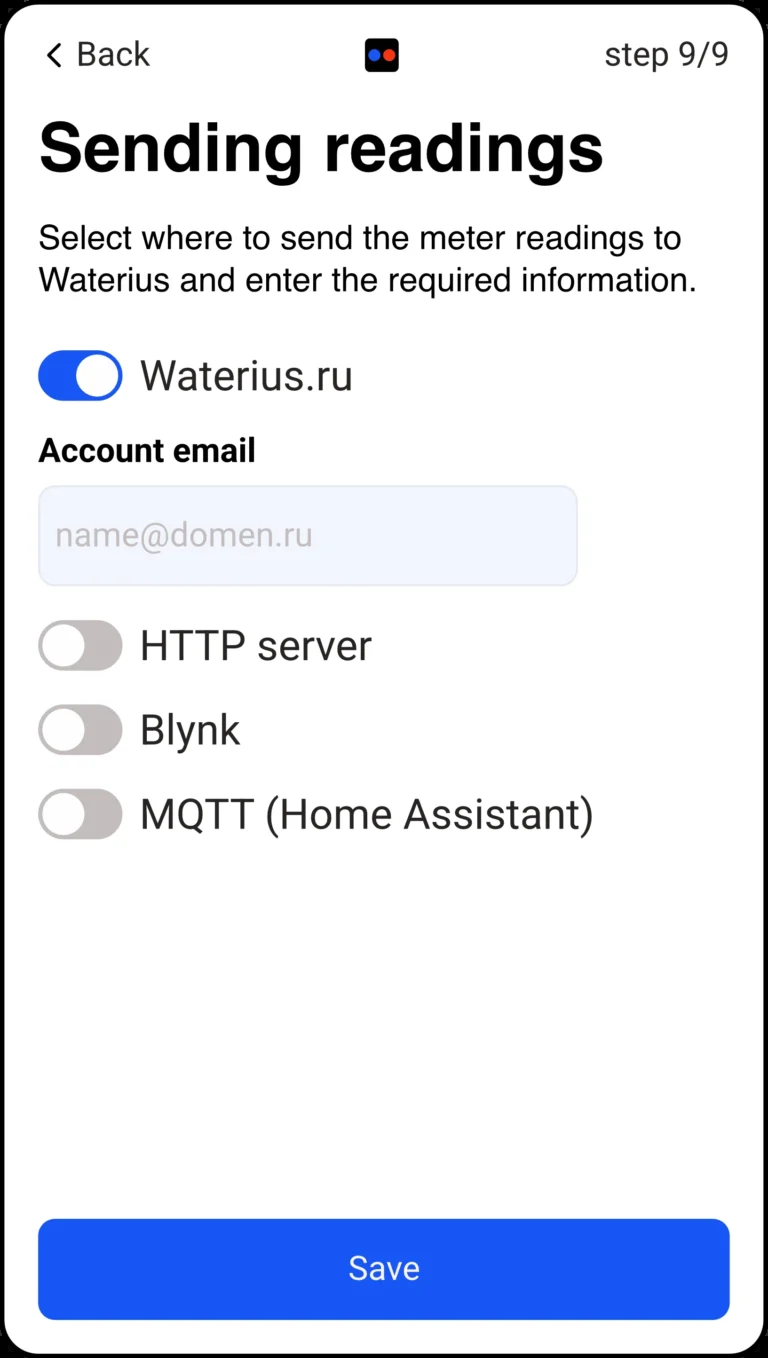 Back
step 9/9
Sending readings
Select where to send the meter readings to
Waterius and enter the required information.
Waterius.ru
Account email
name@domen.ru
HTTP server
Blynk
MQTT (Home Assistant)
Save